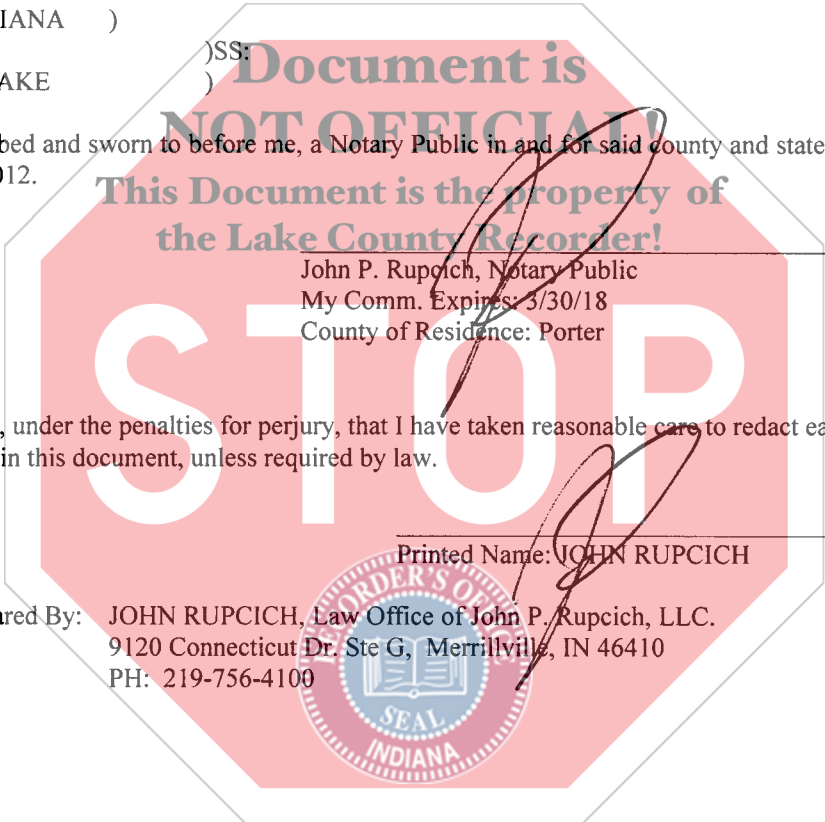 IANA )
)SS:
AKE )
Document is
NOT OFFICIAL!
bed and sworn to before me, a Notary Public in and for said county and state
012.
This Document is the property of
the Lake County Recorder!
John P. Rupcich, Notary Public
My Comm. Expires: 3/30/18
County of Residence: Porter
STOP
, under the penalties for perjury, that I have taken reasonable care to redact ea
in this document, unless required by law.
Printed Name: JOHN RUPCICH
ared By: JOHN RUPCICH, Law Office of John P. Rupcich, LLC.
9120 Connecticut Dr. Ste G, Merrillville, IN 46410
PH: 219-756-4100
RECORDER'S OFFICE
SEAL
INDIANA